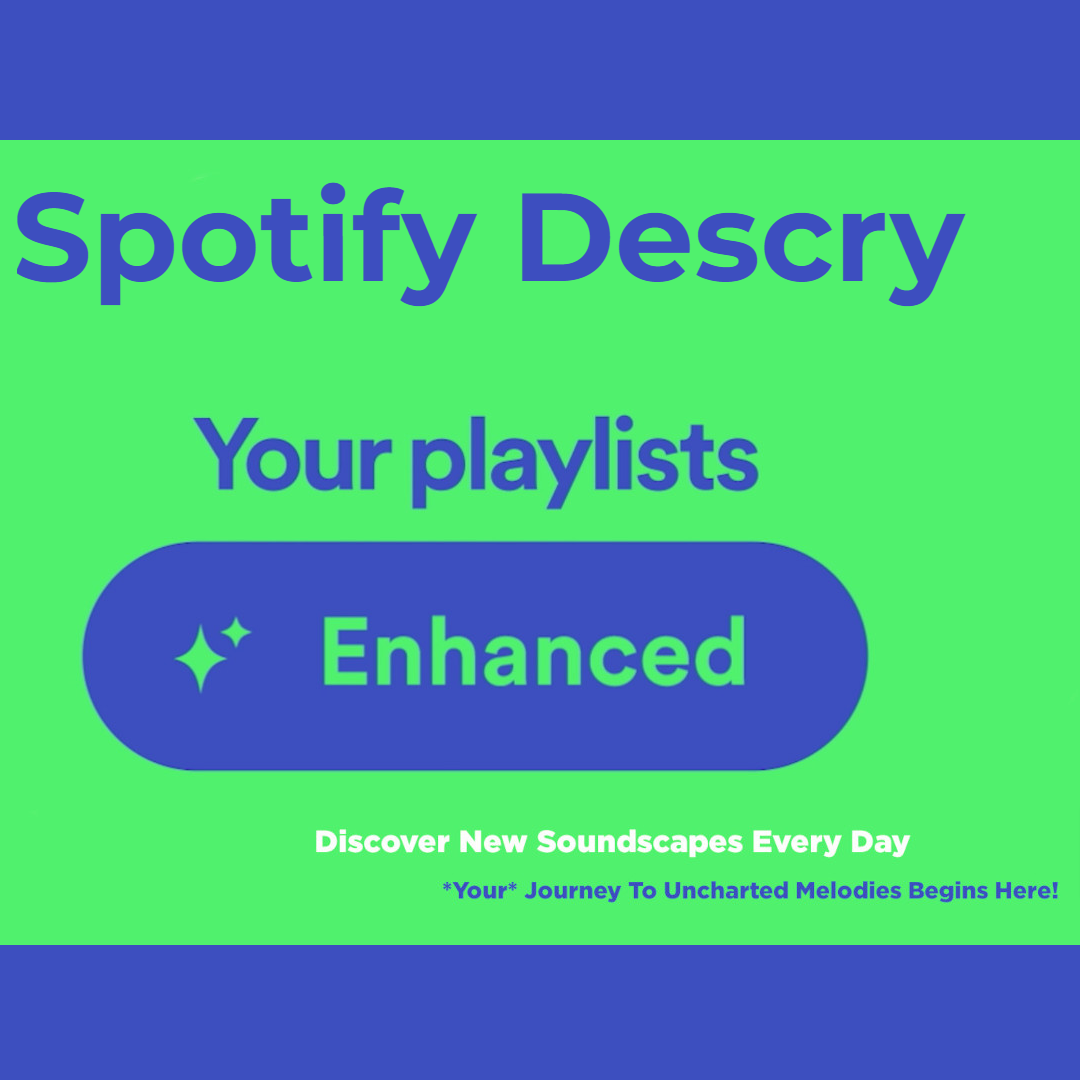 Spotify Descry
Your playlists
Enhanced
Discover New Soundscapes Every Day
*Your* Journey To Uncharted Melodies Begins Here!